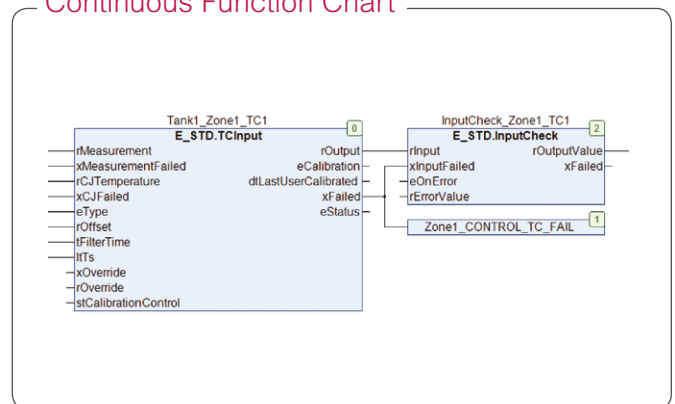 Continuous Function Chart
Tank1_Zone1_TC1
0
E_STD.TCInput
rMeasurement
xMeasurementFailed
rCJTemperature
xCJFailed
eType
rOffset
tFilterTime
ltTs
xOverride
rOverride
stCalibrationControl
rOutput
eCalibration
dtLastUserCalibrated
xFailed
eStatus
InputCheck_Zone1_TC1
2
E_STD.InputCheck
rInput
xInputFailed
eOnError
rErrorValue
rOutputValue
xFailed
1
Zone1_CONTROL_TC_FAIL